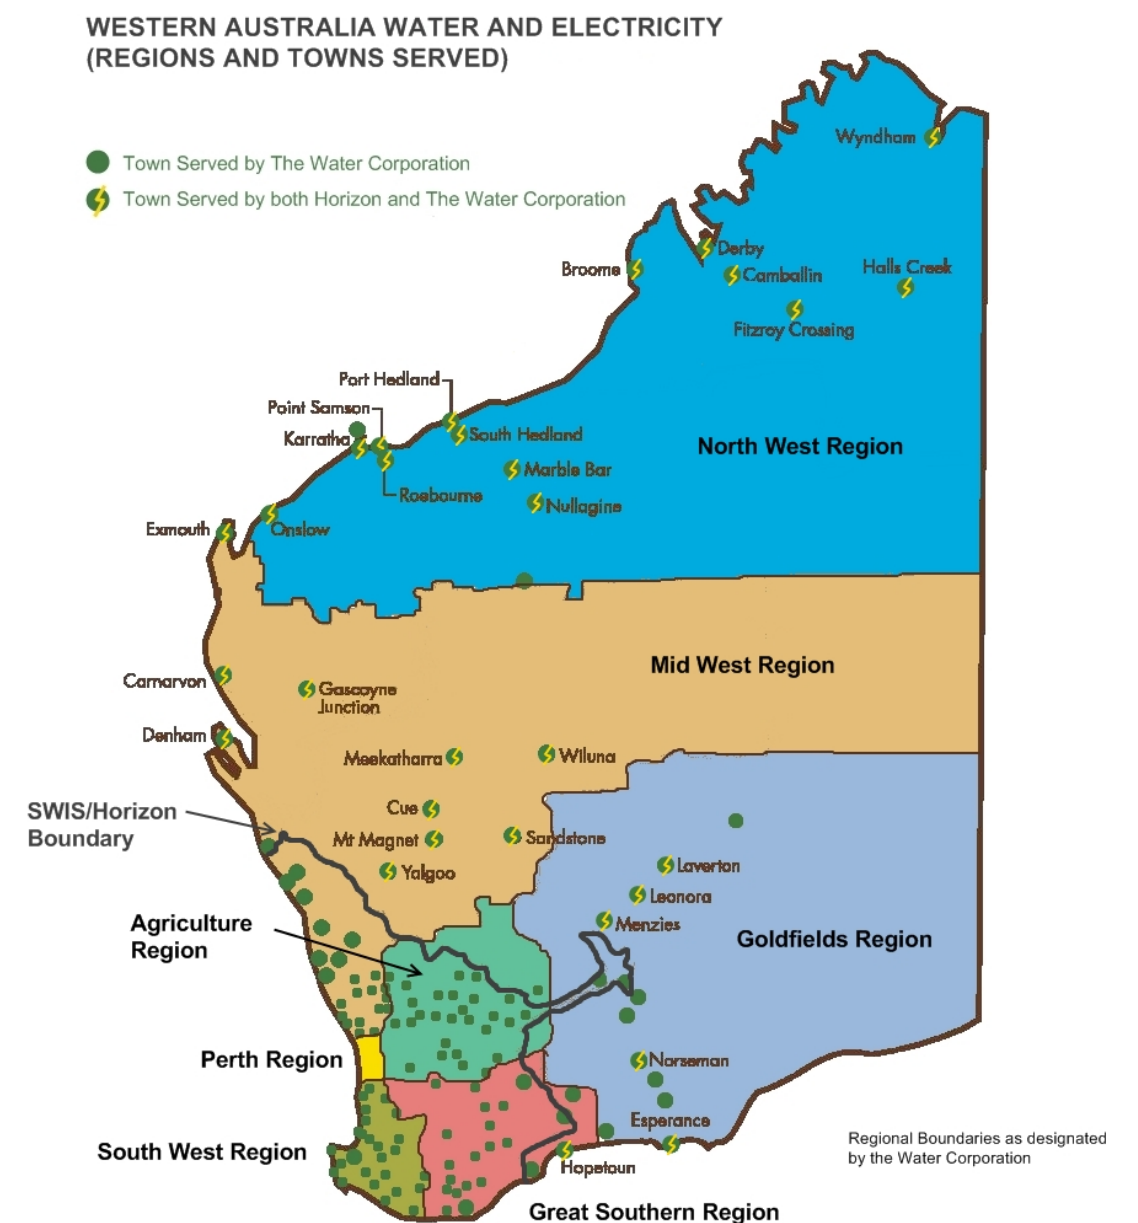 WESTERN AUSTRALIA WATER AND ELECTRICITY
(REGIONS AND TOWNS SERVED)
Town Served by The Water Corporation
Town Served by both Horizon and The Water Corporation
Wyndham
Derby
Broome
Camballin
Halls Creek
Fitzroy Crossing
Port Hedland
Point Samson
Karratha
South Hedland
North West Region
Marble Bar
Roebourne
Nullagine
Exmouth
Onslow
Mid West Region
Carnarvon
Gascoyne
Junction
Denham
Meekatharra
Wiluna
SWIS/Horizon
Boundary
Cue
Mt Magnet
Sandstone
Yalgoo
Laverton
Leonora
Menzies
Agriculture
Region
Goldfields Region
Perth Region
Norseman
Esperance
South West Region
Hopetoun
Regional Boundaries as designated
by the Water Corporation
Great Southern Region